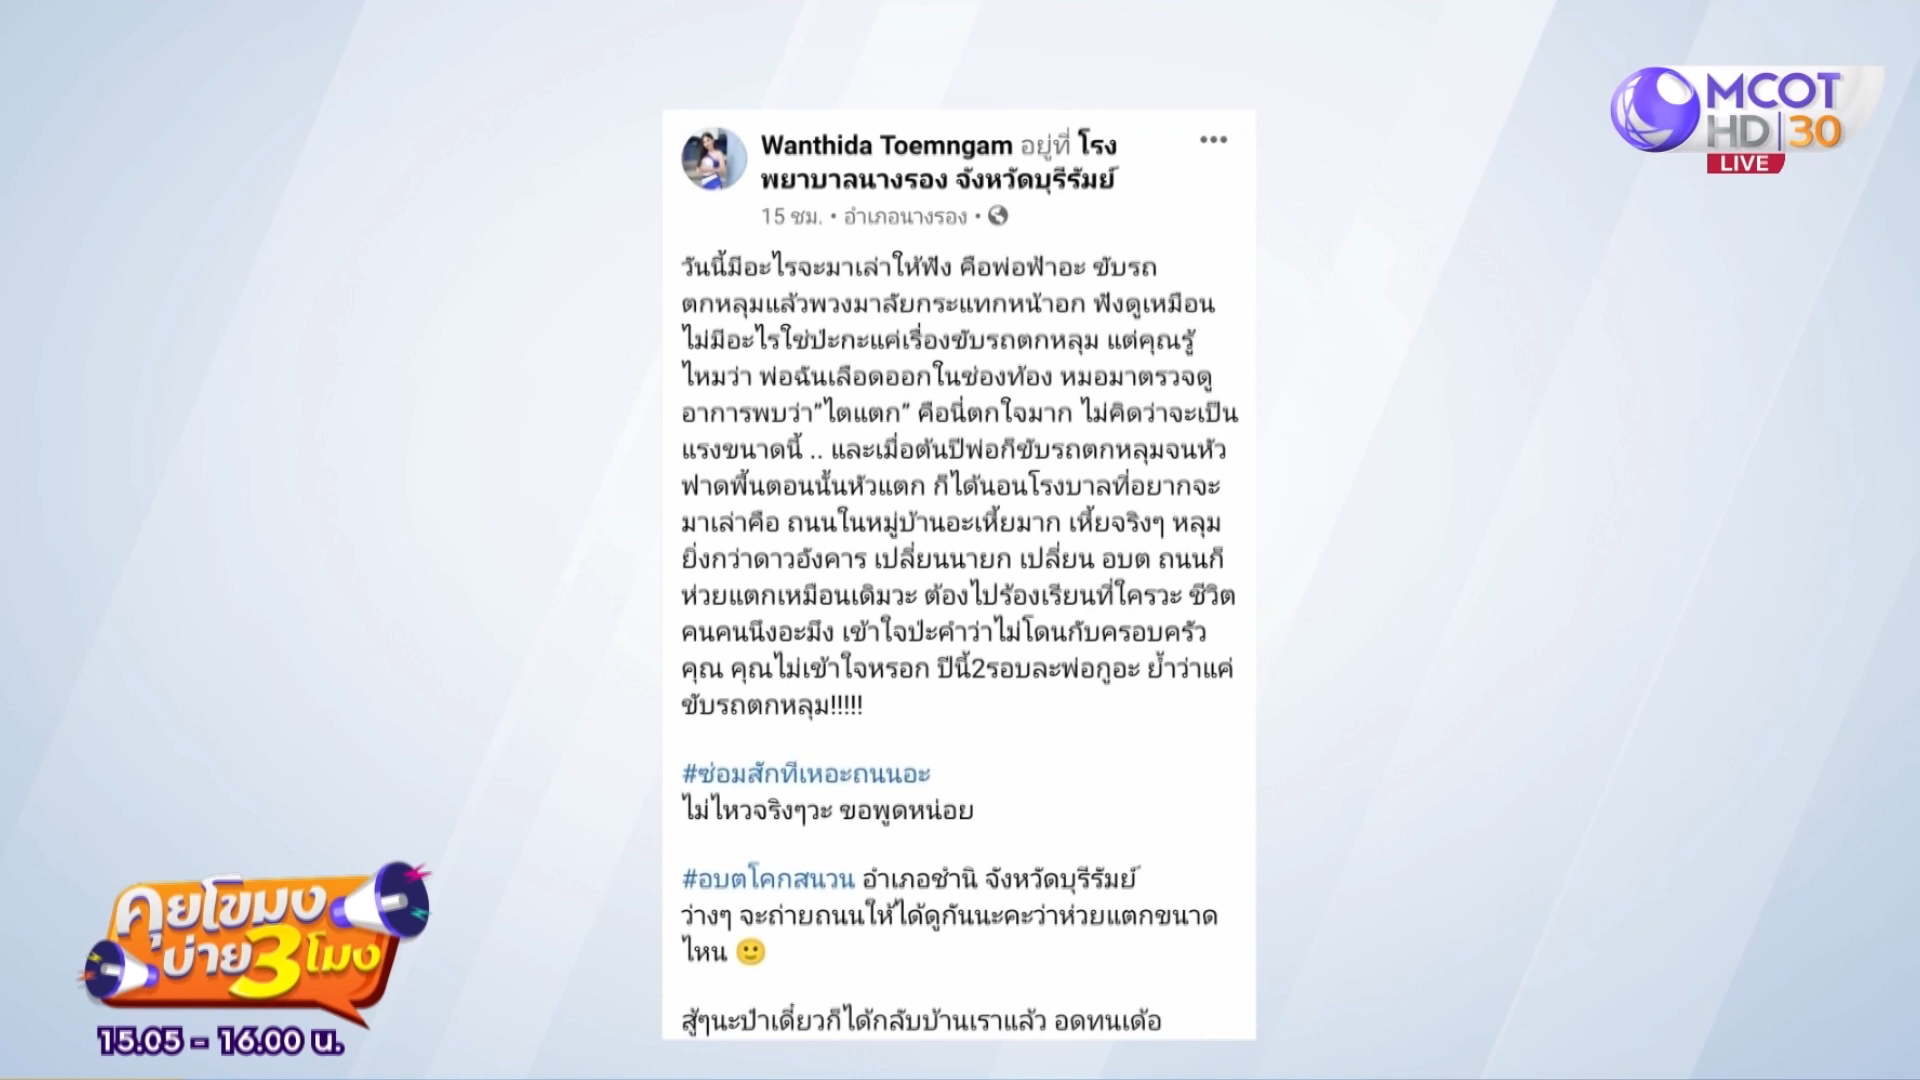 MCOT
HD 30
LIVE
Wanthida Toemngam อยู่ที่ โรง
พยาบาลนางรอง จังหวัดบุรีรัมย์
15 ชม. • อำเภอนางรอง •
วันนี้มีอะไรจะมาเล่าให้ฟัง คือพ่อฟ้าอะ ขับรถ
ตกหลุมแล้วพวงมาลัยกระแทกหน้าอก ฟังดูเหมือน
ไม่มีอะไรใช่ป่ะกะแค่เรื่องขับรถตกหลุม แต่คุณรู้
ไหมว่า พ่อฉันเลือดออกในช่องท้อง หมอมาตรวจดู
อาการพบว่า"ไตแตก" คือนี่ตกใจมาก ไม่คิดว่าจะเป็น
แรงขนาดนี้ .. และเมื่อต้นปีพ่อก็ขับรถตกหลุมจนหัว
ฟาดพื้นตอนนั้นหัวแตก ก็ได้นอนโรงบาลที่อยากจะ
มาเล่าคือ ถนนในหมู่บ้านอะเหี้ยมาก เหี้ยจริงๆ หลุม
ยิ่งกว่าดาวอังคาร เปลี่ยนนายก เปลี่ยน อบต ถนนก็
ห่วยแตกเหมือนเดิมวะ ต้องไปร้องเรียนที่ใครวะ ชีวิต
คนคนนึงอะมึง เข้าใจป่ะคำว่าไม่โดนกับครอบครัว
คุณ คุณไม่เข้าใจหรอก ปีนี้2รอบละพ่อกูอะ ย้ำว่าแค่
ขับรถตกหลุม!!!!!
#ซ่อมสักทีเหอะถนนอะ
ไม่ไหวจริงๆวะ ขอพูดหน่อย
#อบตโคกสนวน อำเภอชำนิ จังหวัดบุรีรัมย์
ว่างๆ จะถ่ายถนนให้ได้ดูกันนะคะว่าห่วยแตกขนาด
ไหน 🙂
สู้ๆนะป๋าเดี๋ยวก็ได้กลับบ้านเราแล้ว อดทนเด้อ
คุยโขมง
บ่าย 3 โมง
15.05 - 16.00 น.